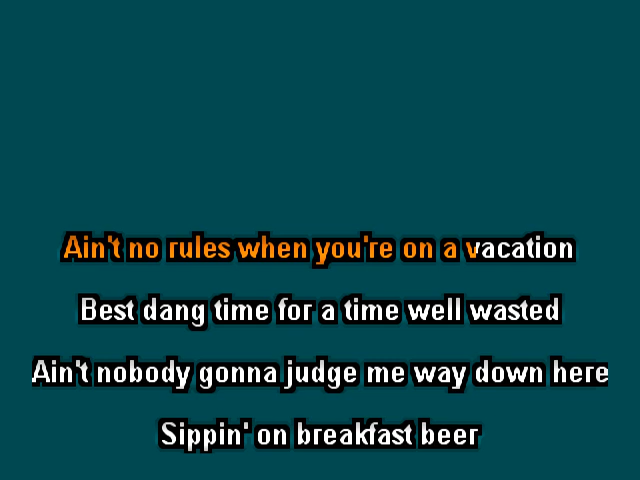 Ain't no rules when you're on a vacation
Best dang time for a time well wasted
Ain't nobody gonna judge me way down here
Sippin' on breakfast beer